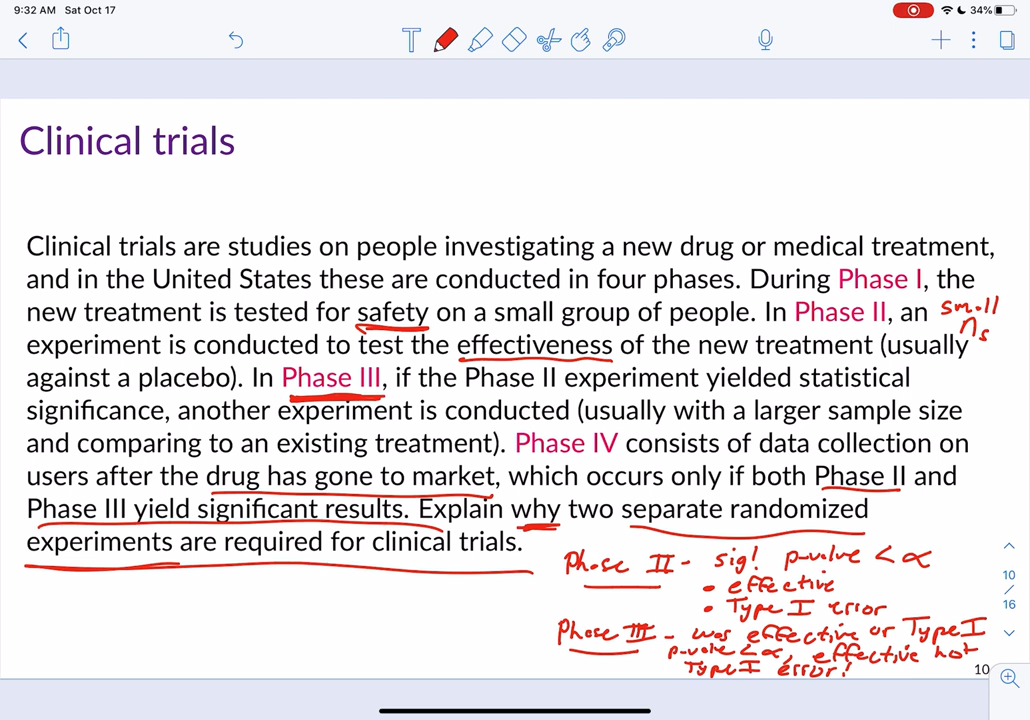 9:32 AM Sat Oct 17
34%
T
Clinical trials
Clinical trials are studies on people investigating a new drug or medical treatment,
and in the United States these are conducted in four phases. During Phase I, the
new treatment is tested for safety on a small group of people. In Phase II, an
small
ns
experiment is conducted to test the effectiveness of the new treatment (usually
against a placebo). In Phase III, if the Phase II experiment yielded statistical
significance, another experiment is conducted (usually with a larger sample size
and comparing to an existing treatment). Phase IV consists of data collection on
users after the drug has gone to market, which occurs only if both Phase II and
Phase III yield significant results. Explain why two separate randomized
experiments are required for clinical trials.
Phase II - sig! p-value < α
• effective
• Type I error
Phase III - was effective or Type I
p-value < α, effective not
Type I error!
10
/
16
10